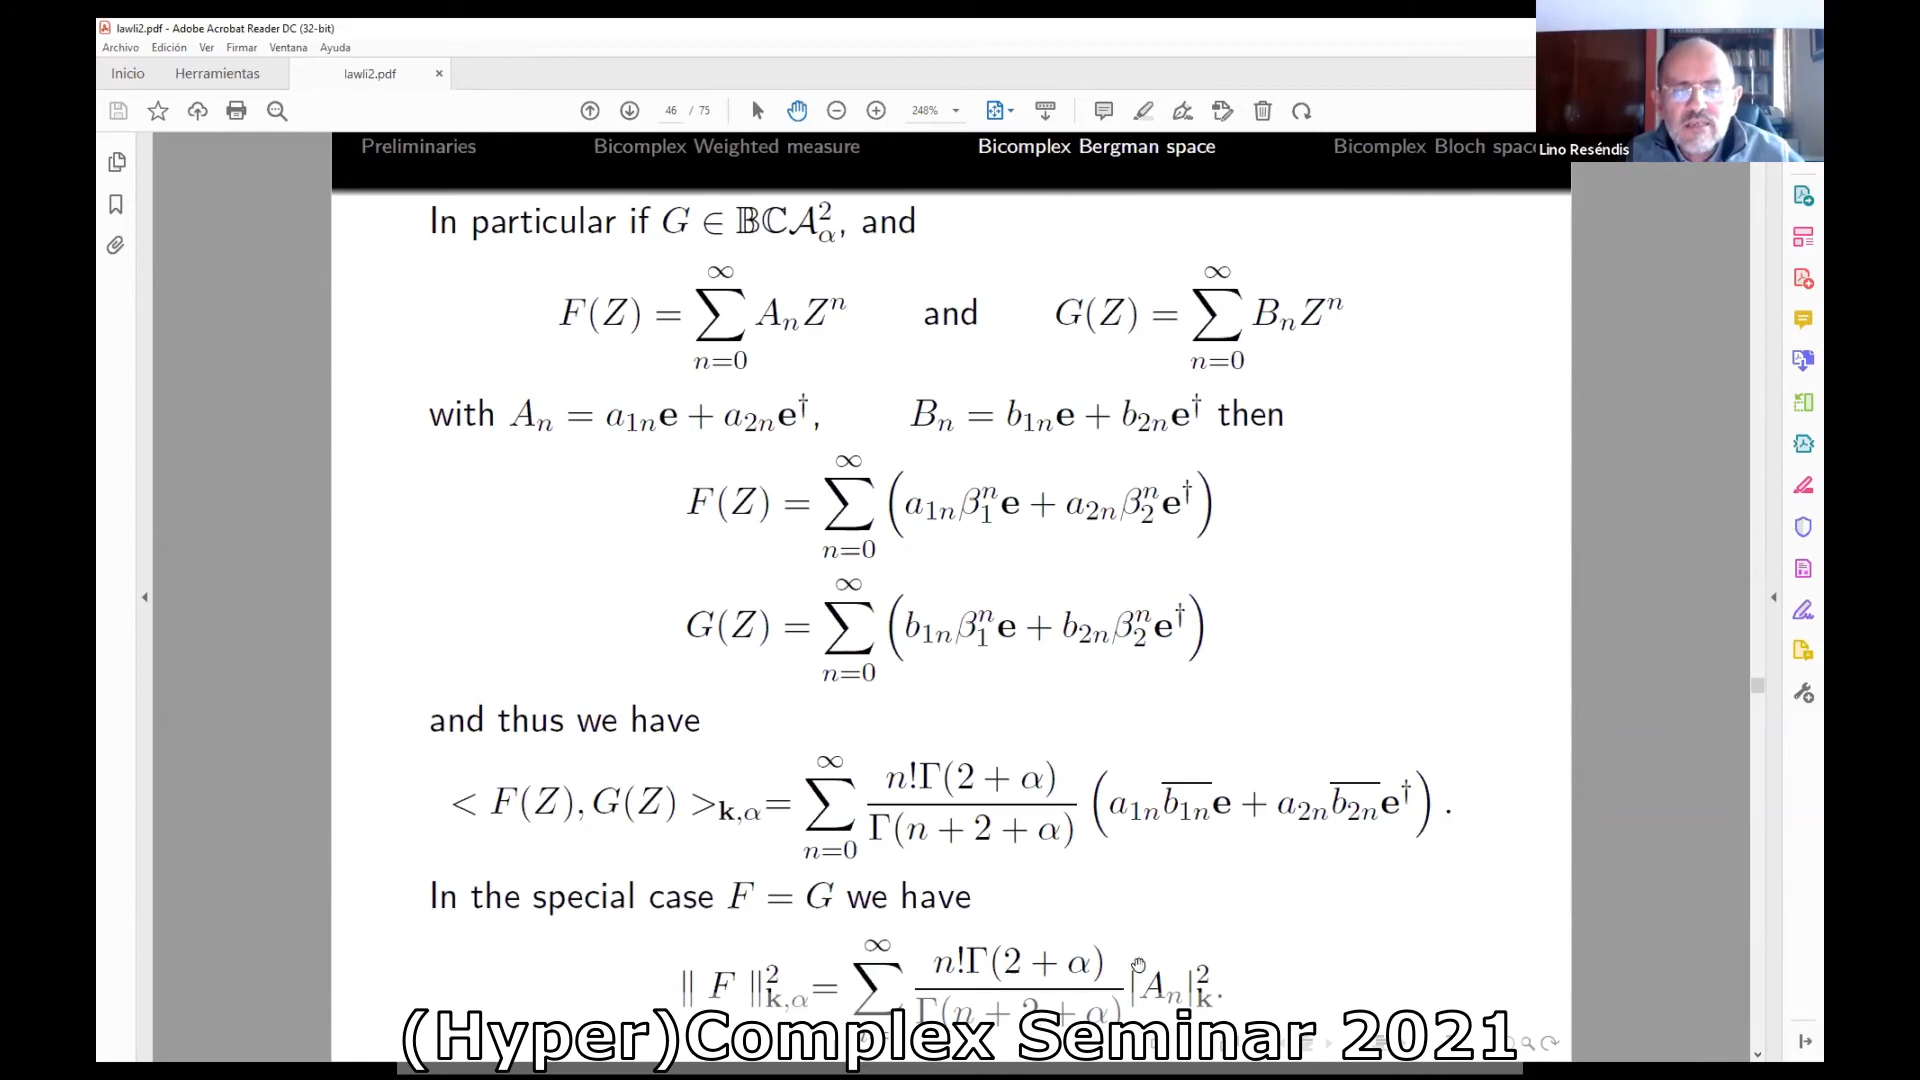 lawli2.pdf - Adobe Acrobat Reader DC (32-bit)
Archivo Edición Ver Firmar Ventana Ayuda
Inicio Herramientas lawli2.pdf ×
46 / 75 248%
Lino Reséndis
Preliminaries Bicomplex Weighted measure Bicomplex Bergman space Bicomplex Bloch space
In particular if G ∈ 𝔹ℂ𝒜²_α, and
F(Z) = ∑_{n=0}^{∞} A_n Z^n and G(Z) = ∑_{n=0}^{∞} B_n Z^n
with A_n = a_{1n}e + a_{2n}e^†, B_n = b_{1n}e + b_{2n}e^† then
F(Z) = ∑_{n=0}^{∞} (a_{1n}β_1^n e + a_{2n}β_2^n e^†)
G(Z) = ∑_{n=0}^{∞} (b_{1n}β_1^n e + b_{2n}β_2^n e^†)
and thus we have
< F(Z), G(Z) >_{k,α} = ∑_{n=0}^{∞} \frac{n!Γ(2 + α)}{Γ(n + 2 + α)} (a_{1n}\overline{b_{1n}}e + a_{2n}\overline{b_{2n}}e^†).
In the special case F = G we have
‖ F ‖²_{k,α} = ∑^{∞} \frac{n!Γ(2 + α)}{Γ(n + 2 + α)} |A_n|²_k.
(Hyper)Complex Seminar 2021